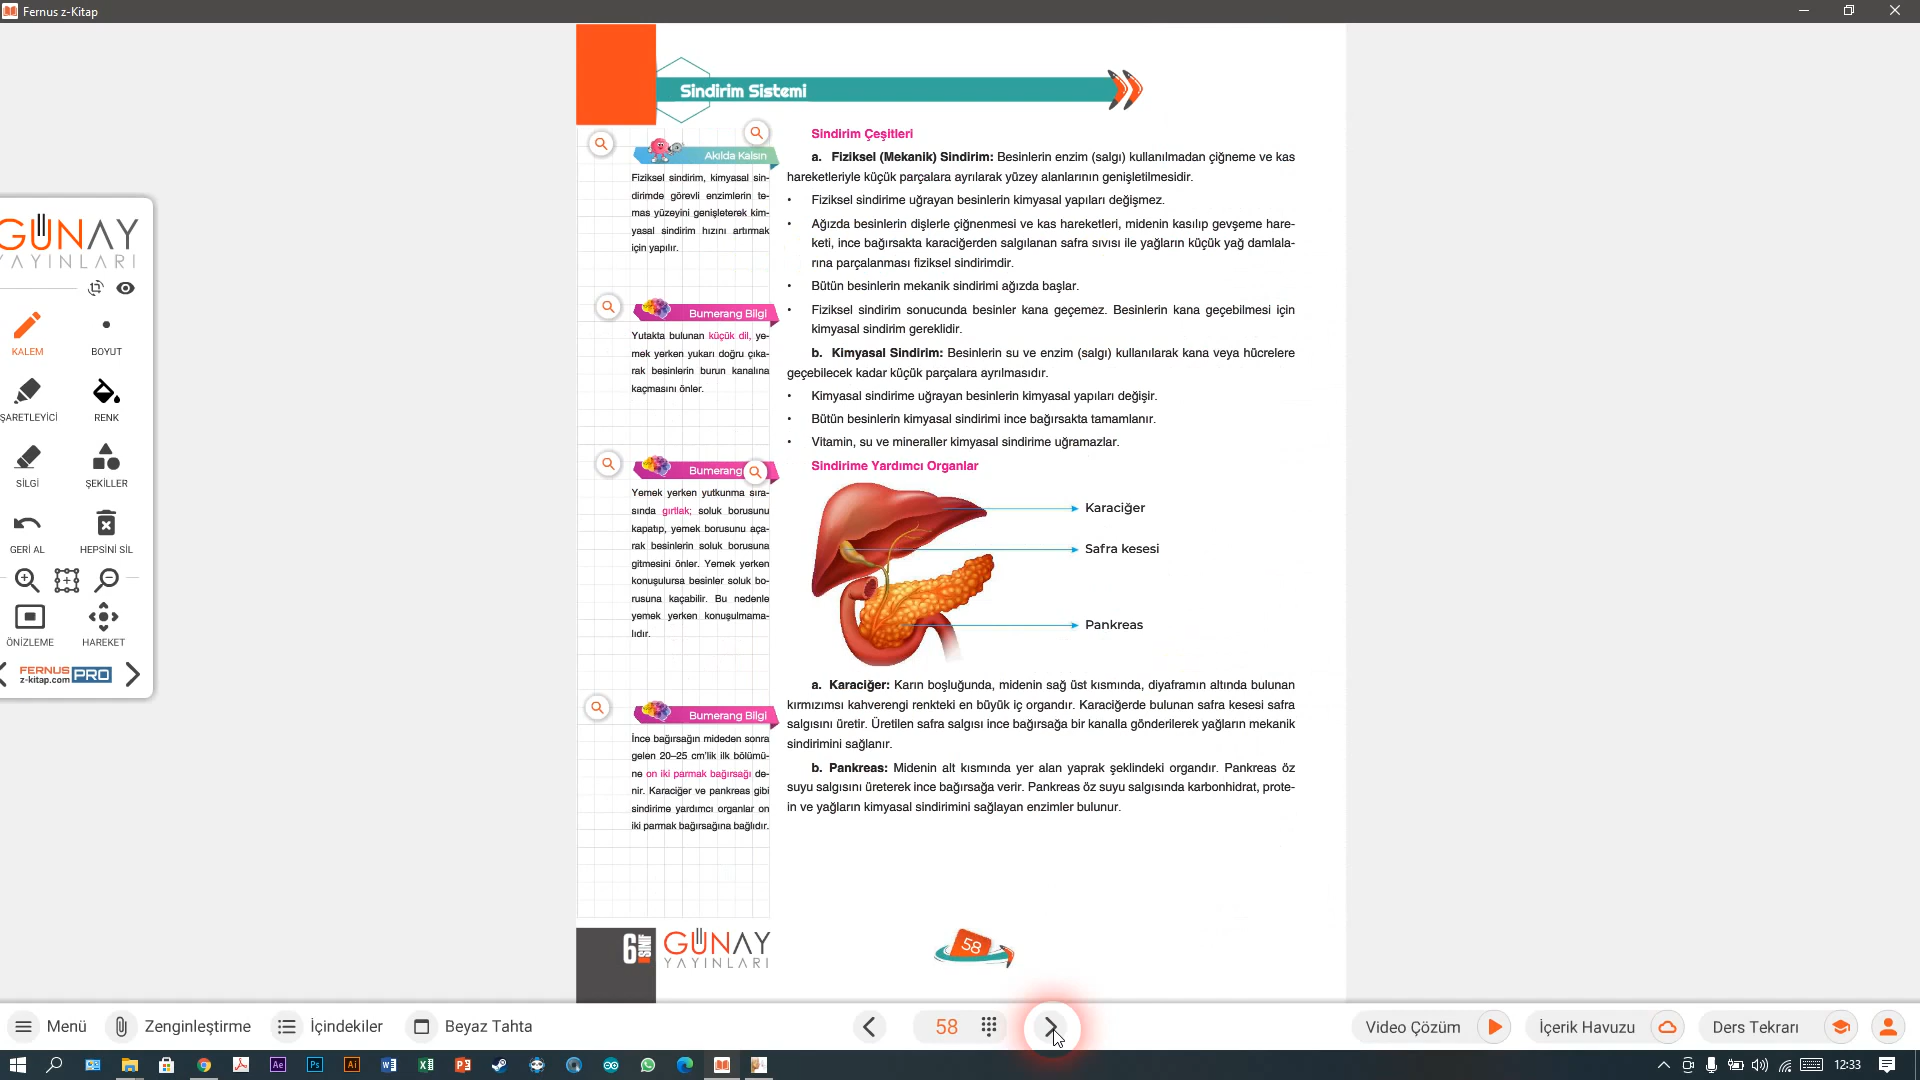 Fernus z-Kitap
Sindirim Sistemi
Akılda Kalsın
Fiziksel sindirim, kimyasal sin-
dirimde görevli enzimlerin te-
mas yüzeyini genişleterek kim-
yasal sindirim hızını artırmak
için yapılır.
Bumerang Bilgi
Yutakta bulunan küçük dil, ye-
mek yerken yukarı doğru çıka-
rak besinlerin burun kanalına
kaçmasını önler.
Bumerang
Yemek yerken yutkunma sıra-
sında gırtlak; soluk borusunu
kapatıp, yemek borusunu aça-
rak besinlerin soluk borusuna
gitmesini önler. Yemek yerken
konuşulursa besinler soluk bo-
rusuna kaçabilir. Bu nedenle
yemek yerken konuşulmama-
lıdır.
Bumerang Bilgi
İnce bağırsağın mideden sonra
gelen 20–25 cm'lik ilk bölümü-
ne on iki parmak bağırsağı de-
nir. Karaciğer ve pankreas gibi
sindirime yardımcı organlar on
iki parmak bağırsağına bağlıdır.
Sindirim Çeşitleri
a. Fiziksel (Mekanik) Sindirim: Besinlerin enzim (salgı) kullanılmadan çiğneme ve kas
hareketleriyle küçük parçalara ayrılarak yüzey alanlarının genişletilmesidir.
• Fiziksel sindirime uğrayan besinlerin kimyasal yapıları değişmez.
• Ağızda besinlerin dişlerle çiğnenmesi ve kas hareketleri, midenin kasılıp gevşeme hare-
keti, ince bağırsakta karaciğerden salgılanan safra sıvısı ile yağların küçük yağ damlala-
rına parçalanması fiziksel sindirimdir.
• Bütün besinlerin mekanik sindirimi ağızda başlar.
• Fiziksel sindirim sonucunda besinler kana geçemez. Besinlerin kana geçebilmesi için
kimyasal sindirim gereklidir.
b. Kimyasal Sindirim: Besinlerin su ve enzim (salgı) kullanılarak kana veya hücrelere
geçebilecek kadar küçük parçalara ayrılmasıdır.
• Kimyasal sindirime uğrayan besinlerin kimyasal yapıları değişir.
• Bütün besinlerin kimyasal sindirimi ince bağırsakta tamamlanır.
• Vitamin, su ve mineraller kimyasal sindirime uğramazlar.
Sindirime Yardımcı Organlar
Karaciğer
Safra kesesi
Pankreas
a. Karaciğer: Karın boşluğunda, midenin sağ üst kısmında, diyaframın altında bulunan
kırmızımsı kahverengi renkteki en büyük iç organdır. Karaciğerde bulunan safra kesesi safra
salgısını üretir. Üretilen safra salgısı ince bağırsağa bir kanalla gönderilerek yağların mekanik
sindirimini sağlanır.
b. Pankreas: Midenin alt kısmında yer alan yaprak şeklindeki organdır. Pankreas öz
suyu salgısını üreterek ince bağırsağa verir. Pankreas öz suyu salgısında karbonhidrat, prote-
in ve yağların kimyasal sindirimini sağlayan enzimler bulunur.
6. SINIF
GÜNAY
YAYINLARI
58
GÜNAY
YAYINLARI
KALEM BOYUT
ŞARETLEYİCİ RENK
SİLGİ ŞEKİLLER
GERİ AL HEPSİNİ SİL
ÖNİZLEME HAREKET
FERNUS
z-kitap.com PRO
Menü Zenginleştirme İçindekiler Beyaz Tahta 58 Video Çözüm İçerik Havuzu Ders Tekrarı
Ae Ps Ai 12:33